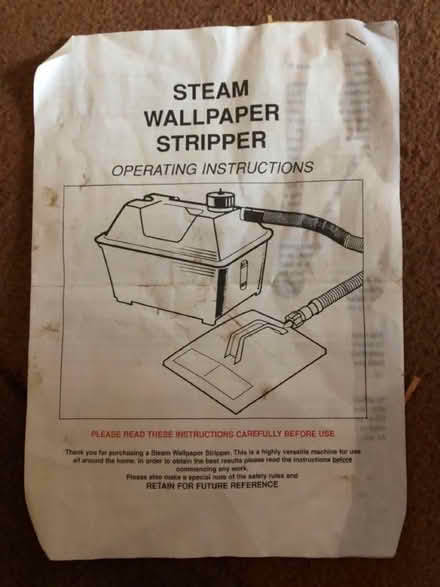 STEAM
WALLPAPER
STRIPPER
OPERATING INSTRUCTIONS
PLEASE READ THESE INSTRUCTIONS CAREFULLY BEFORE USE
Thank you for purchasing a Steam Wallpaper Stripper. This is a highly versatile machine for use
all around the home. In order to obtain the best results please read the instructions before
commencing any work.
Please also make a special note of the safety rules and
RETAIN FOR FUTURE REFERENCE